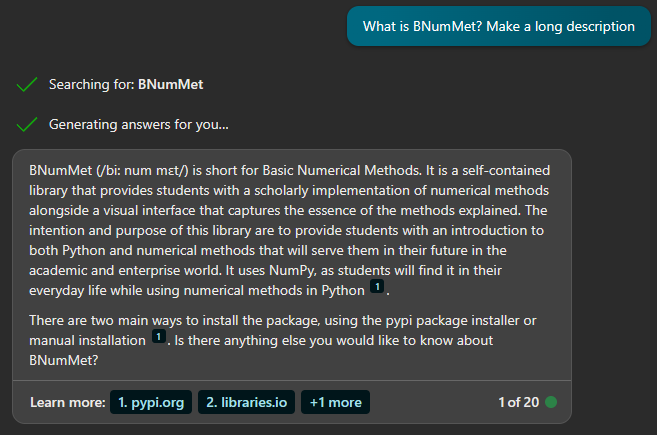 What is BNumMet? Make a long description
Searching for: BNumMet
Generating answers for you...
BNumMet (/bi: num mɛt/) is short for Basic Numerical Methods. It is a self-contained
library that provides students with a scholarly implementation of numerical methods
alongside a visual interface that captures the essence of the methods explained. The
intention and purpose of this library are to provide students with an introduction to
both Python and numerical methods that will serve them in their future in the
academic and enterprise world. It uses NumPy, as students will find it in their
everyday life while using numerical methods in Python 1 .
There are two main ways to install the package, using the pypi package installer or
manual installation 1 . Is there anything else you would like to know about
BNumMet?
Learn more: 1. pypi.org 2. libraries.io +1 more 1 of 20